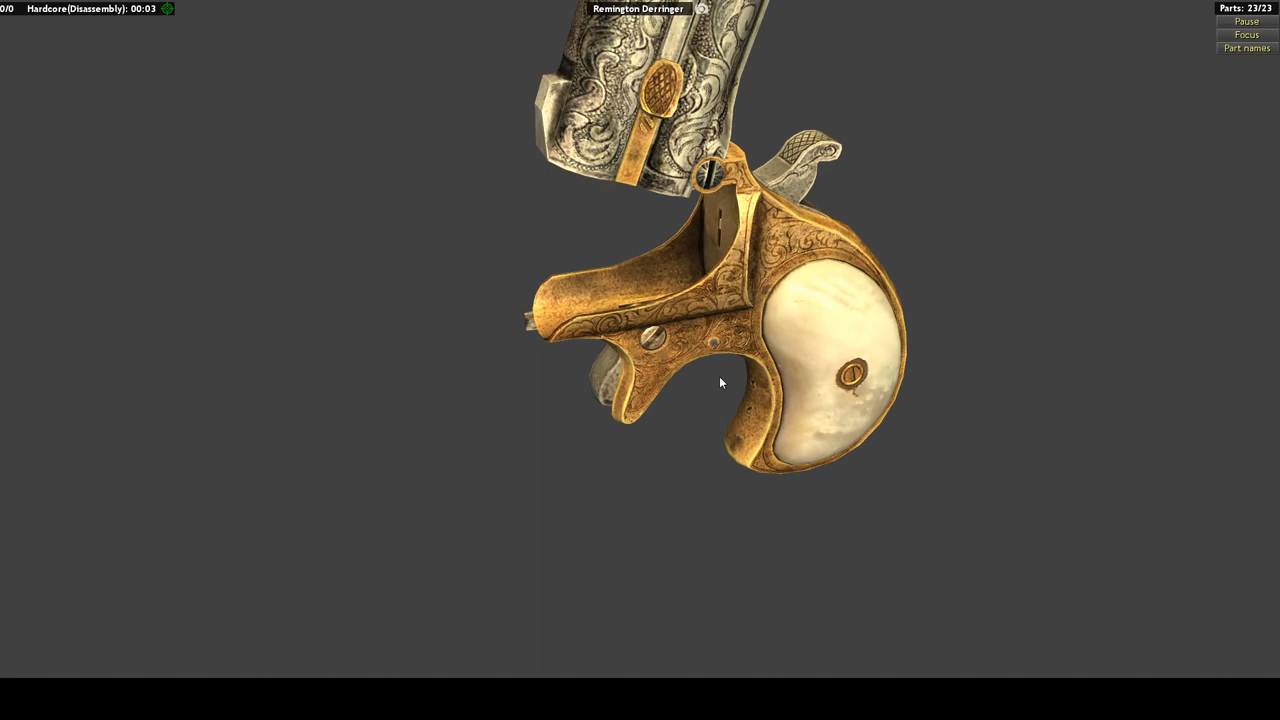 0/0 Hardcore(Disassembly): 00:03
Remington Derringer
Parts: 23/23
Pause
Focus
Part names